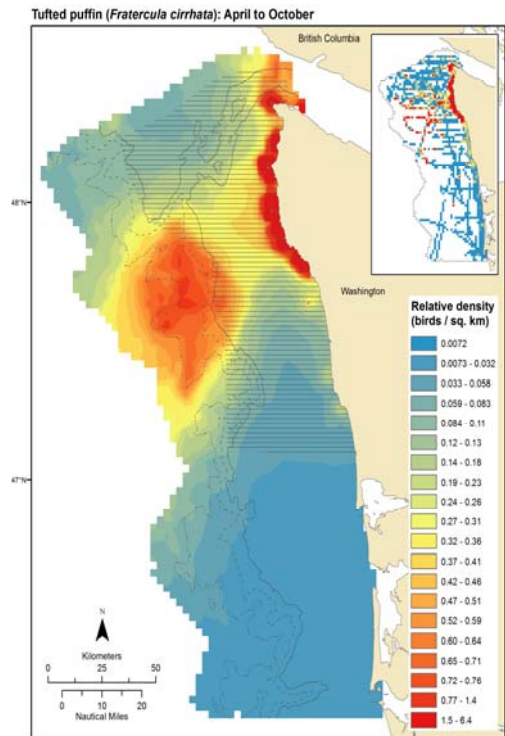 Tufted puffin (Fratercula cirrhata): April to October
British Columbia
48°N
Washington
47°N
Relative density
(birds / sq. km)
0.0072
0.0073 - 0.032
0.033 - 0.058
0.059 - 0.083
0.084 - 0.11
0.12 - 0.13
0.14 - 0.18
0.19 - 0.23
0.24 - 0.26
0.27 - 0.31
0.32 - 0.36
0.37 - 0.41
0.42 - 0.46
0.47 - 0.51
0.52 - 0.59
0.60 - 0.64
0.65 - 0.71
0.72 - 0.76
0.77 - 1.4
1.5 - 6.4
N
Kilometers
0 25 50
0 10 20
Nautical Miles